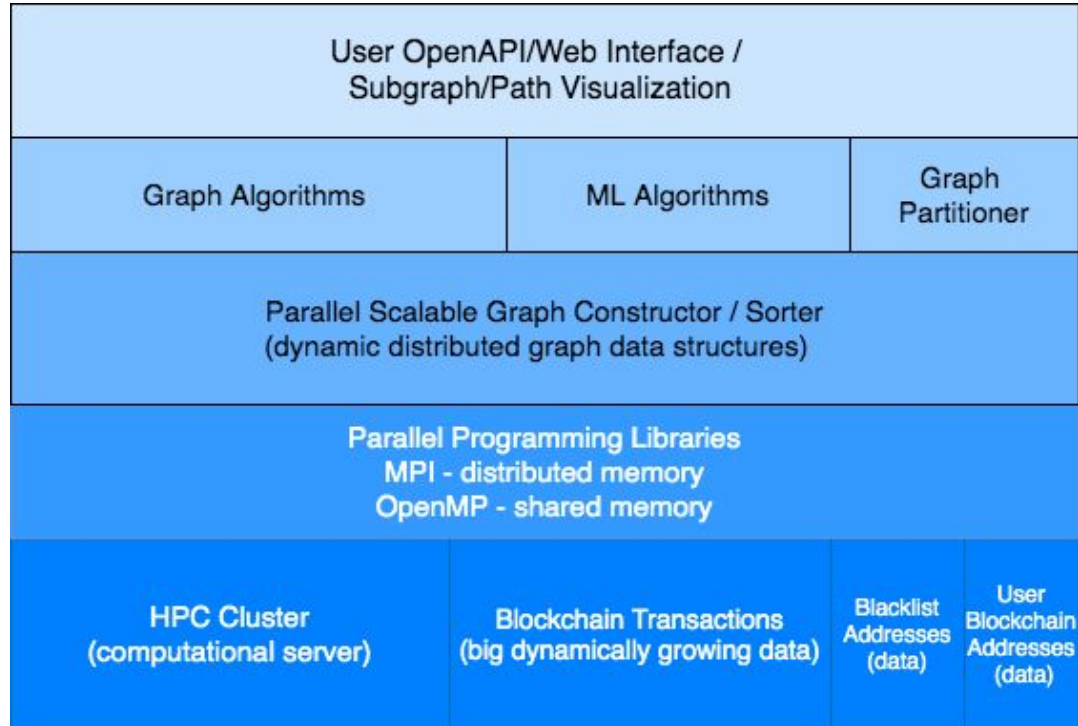 User OpenAPI/Web Interface /
Subgraph/Path Visualization
Graph Algorithms
ML Algorithms
Graph
Partitioner
Parallel Scalable Graph Constructor / Sorter
(dynamic distributed graph data structures)
Parallel Programming Libraries
MPI - distributed memory
OpenMP - shared memory
HPC Cluster
(computational server)
Blockchain Transactions
(big dynamically growing data)
Blacklist
Addresses
(data)
User
Blockchain
Addresses
(data)